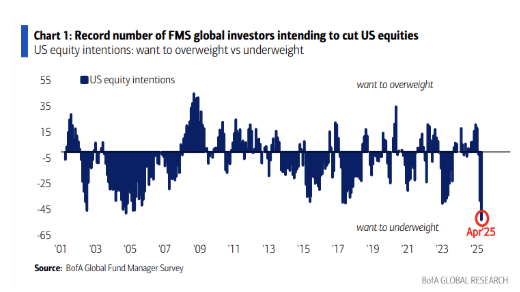 Chart 1: Record number of FMS global investors intending to cut US equities
US equity intentions: want to overweight vs underweight
55
US equity intentions
want to overweight
35
15
-5
-25
-45
want to underweight
Apr'25
-65
'01 '03 '05 '07 '09 '11 '13 '15 '17 '19 '21 '23 '25
Source: BofA Global Fund Manager Survey
BofA GLOBAL RESEARCH